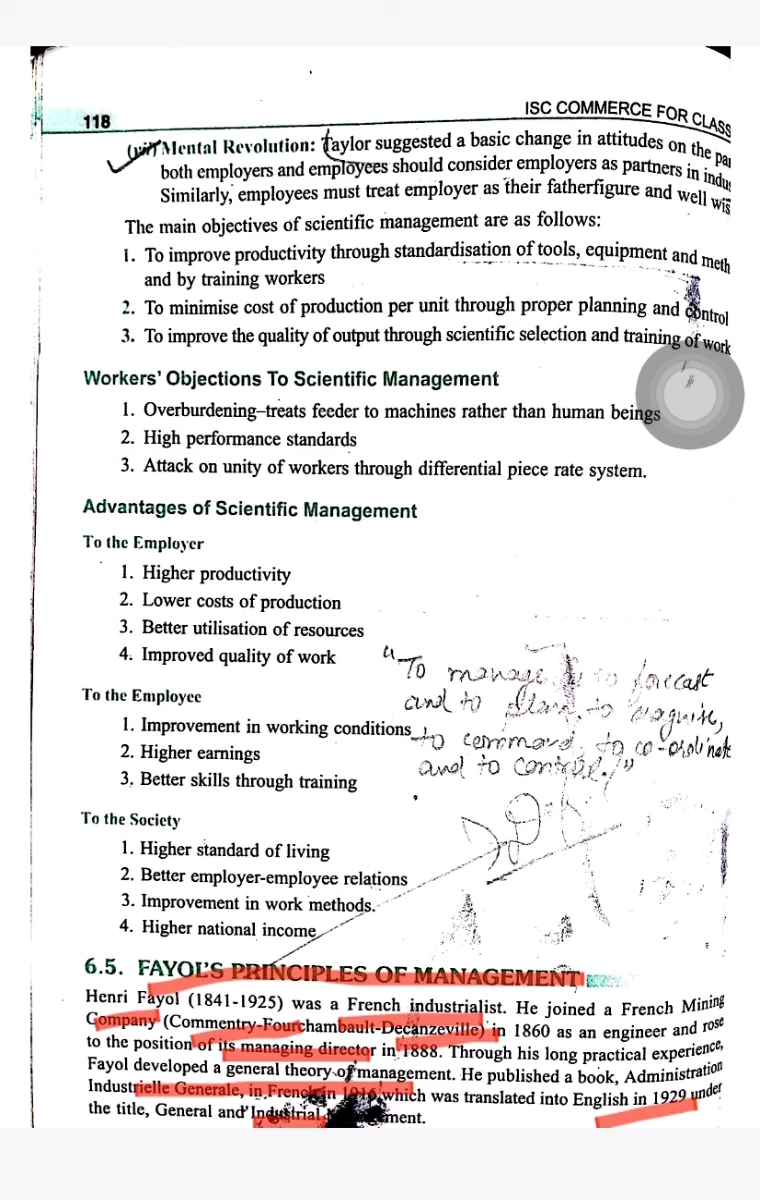 118
ISC COMMERCE FOR CLASS
Mental Revolution: Taylor suggested a basic change in attitudes on the
both employers and employees should consider employers as partners in
Similarly, employees must treat employer as their fatherfigure and well
The main objectives of scientific management are as follows:
1. To improve productivity through standardisation of tools, equipment and meth
and by training workers
2. To minimise cost of production per unit through proper planning and control
3. To improve the quality of output through scientific selection and training of work
Workers' Objections To Scientific Management
1. Overburdening–treats feeder to machines rather than human beings
2. High performance standards
3. Attack on unity of workers through differential piece rate system.
Advantages of Scientific Management
To the Employer
1. Higher productivity
2. Lower costs of production
3. Better utilisation of resources
4. Improved quality of work
"To manage is to forecast
and to plan, to
to command, to co-ordinate
and to control."
To the Employee
1. Improvement in working conditions
2. Higher earnings
3. Better skills through training
To the Society
1. Higher standard of living
2. Better employer-employee relations
3. Improvement in work methods.
4. Higher national income
6.5. FAYOL'S PRINCIPLES OF MANAGEMENT
Henri Fayol (1841-1925) was a French industrialist. He joined a French Mining
Company (Commentry-Fourchambault-Decanzeville) in 1860 as an engineer and rose
to the position of its managing director in 1888. Through his long practical experience,
Fayol developed a general theory of management. He published a book, Administration
Industrielle Generale, in French in 1916 which was translated into English in 1929 under
the title, General and Industrial